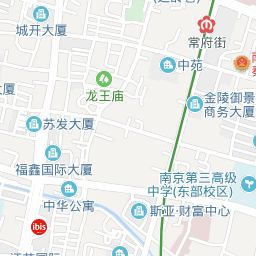 城开大厦
常府街
中苑
龙王庙
金陵御景
商务大厦
苏发大厦
福鑫国际大厦
南京第三高级
中学(东部校区)
中华公寓
斯亚·财富中心
ibis